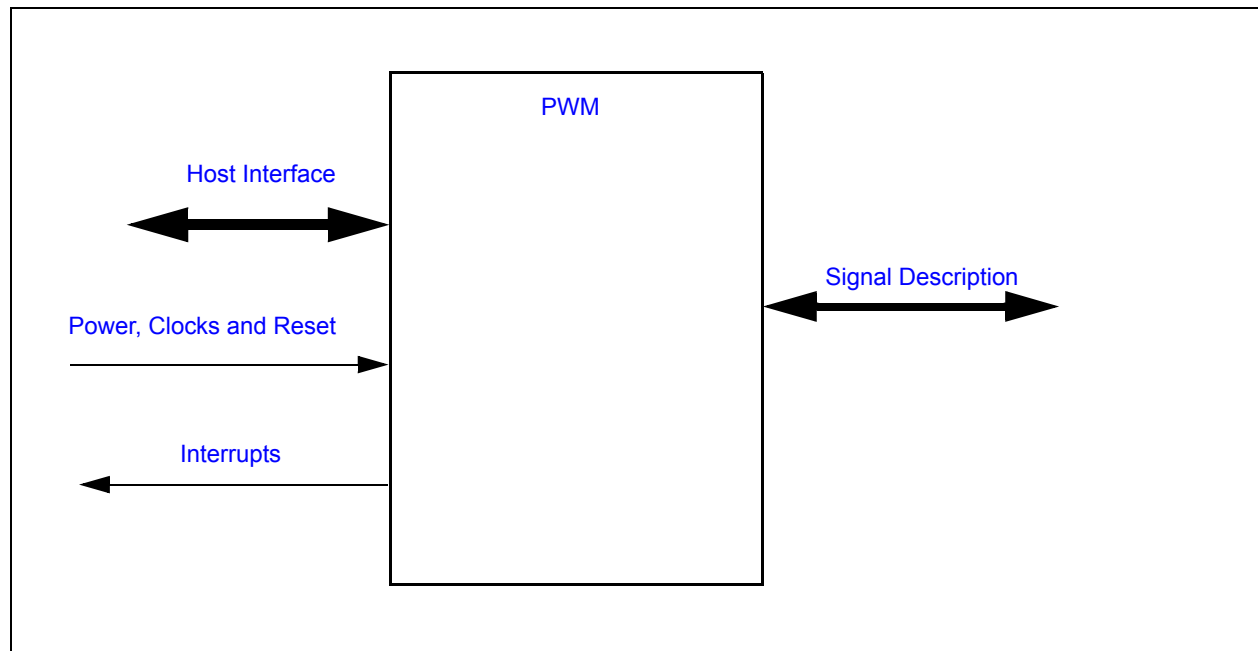 PWM
Host Interface
Signal Description
Power, Clocks and Reset
Interrupts